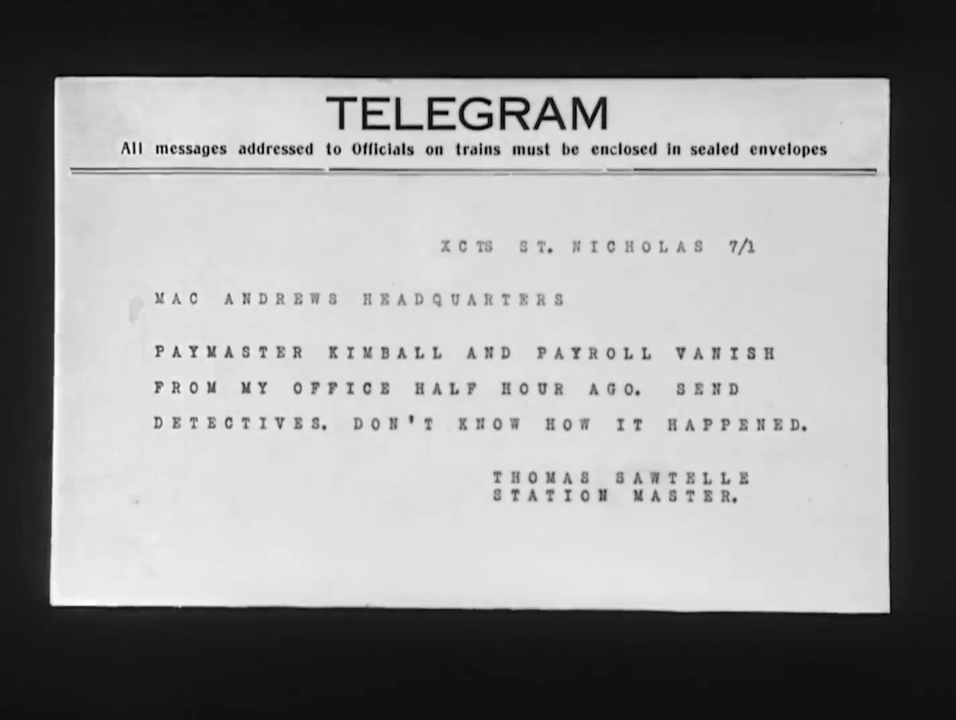 TELEGRAM
All messages addressed to Officials on trains must be enclosed in sealed envelopes
XCTS ST. NICHOLAS 7/1
MAC ANDREWS HEADQUARTERS
PAYMASTER KIMBALL AND PAYROLL VANISH
FROM MY OFFICE HALF HOUR AGO. SEND
DETECTIVES. DON'T KNOW HOW IT HAPPENED.
THOMAS SAWTELLE
STATION MASTER.